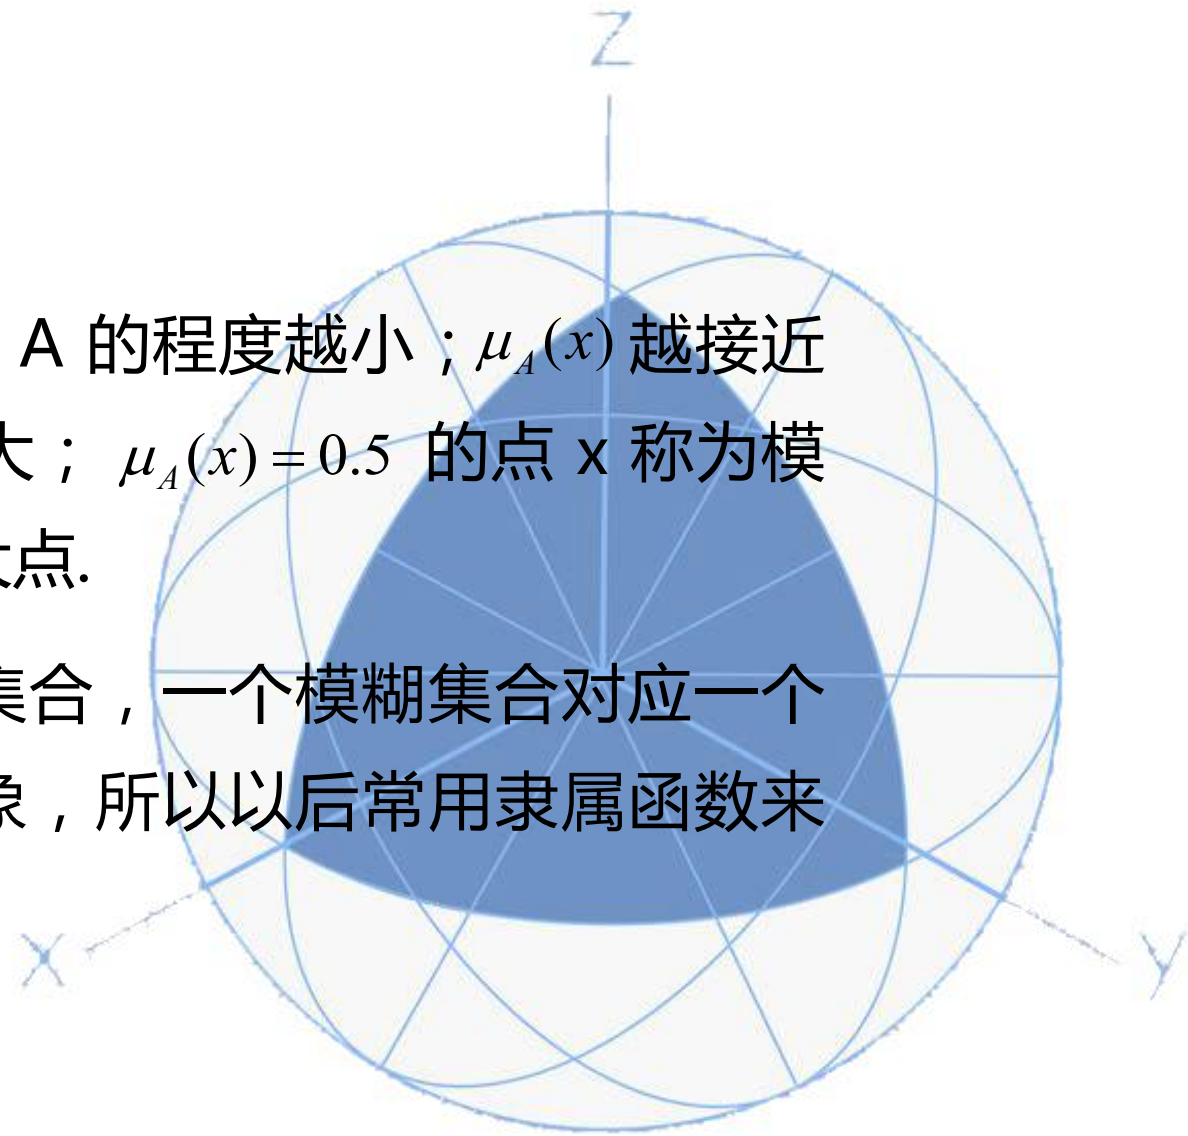 Z
A 的程度越小；μ_A(x) 越接近
大； μ_A(x) = 0.5 的点 x 称为模
点.
集合，一个模糊集合对应一个
象，所以以后常用隶属函数来
X
Y